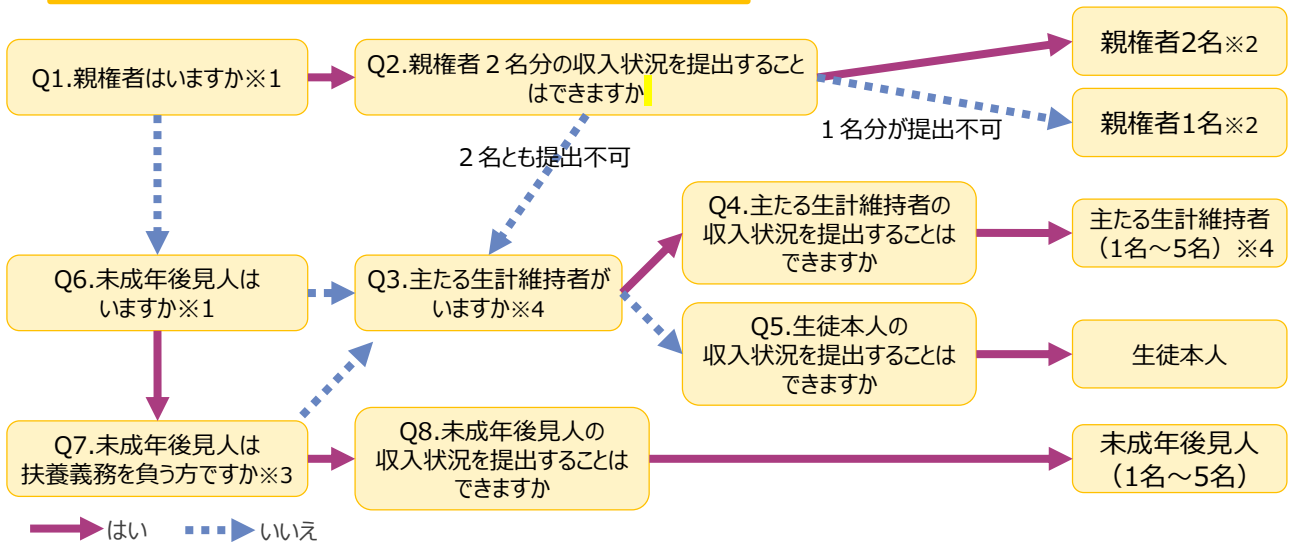 Q1.親権者はいますか※1
Q2.親権者２名分の収入状況を提出すること
はできますか
親権者2名※2
親権者1名※2
１名分が提出不可
２名とも提出不可
Q4.主たる生計維持者の
収入状況を提出することは
できますか
主たる生計維持者
（1名～5名）※4
Q6.未成年後見人は
いますか※1
Q3.主たる生計維持者が
いますか※4
Q5.生徒本人の
収入状況を提出することは
できますか
生徒本人
Q7.未成年後見人は
扶養義務を負う方ですか※3
Q8.未成年後見人の
収入状況を提出することは
できますか
未成年後見人
（1名～5名）
はい
いいえ